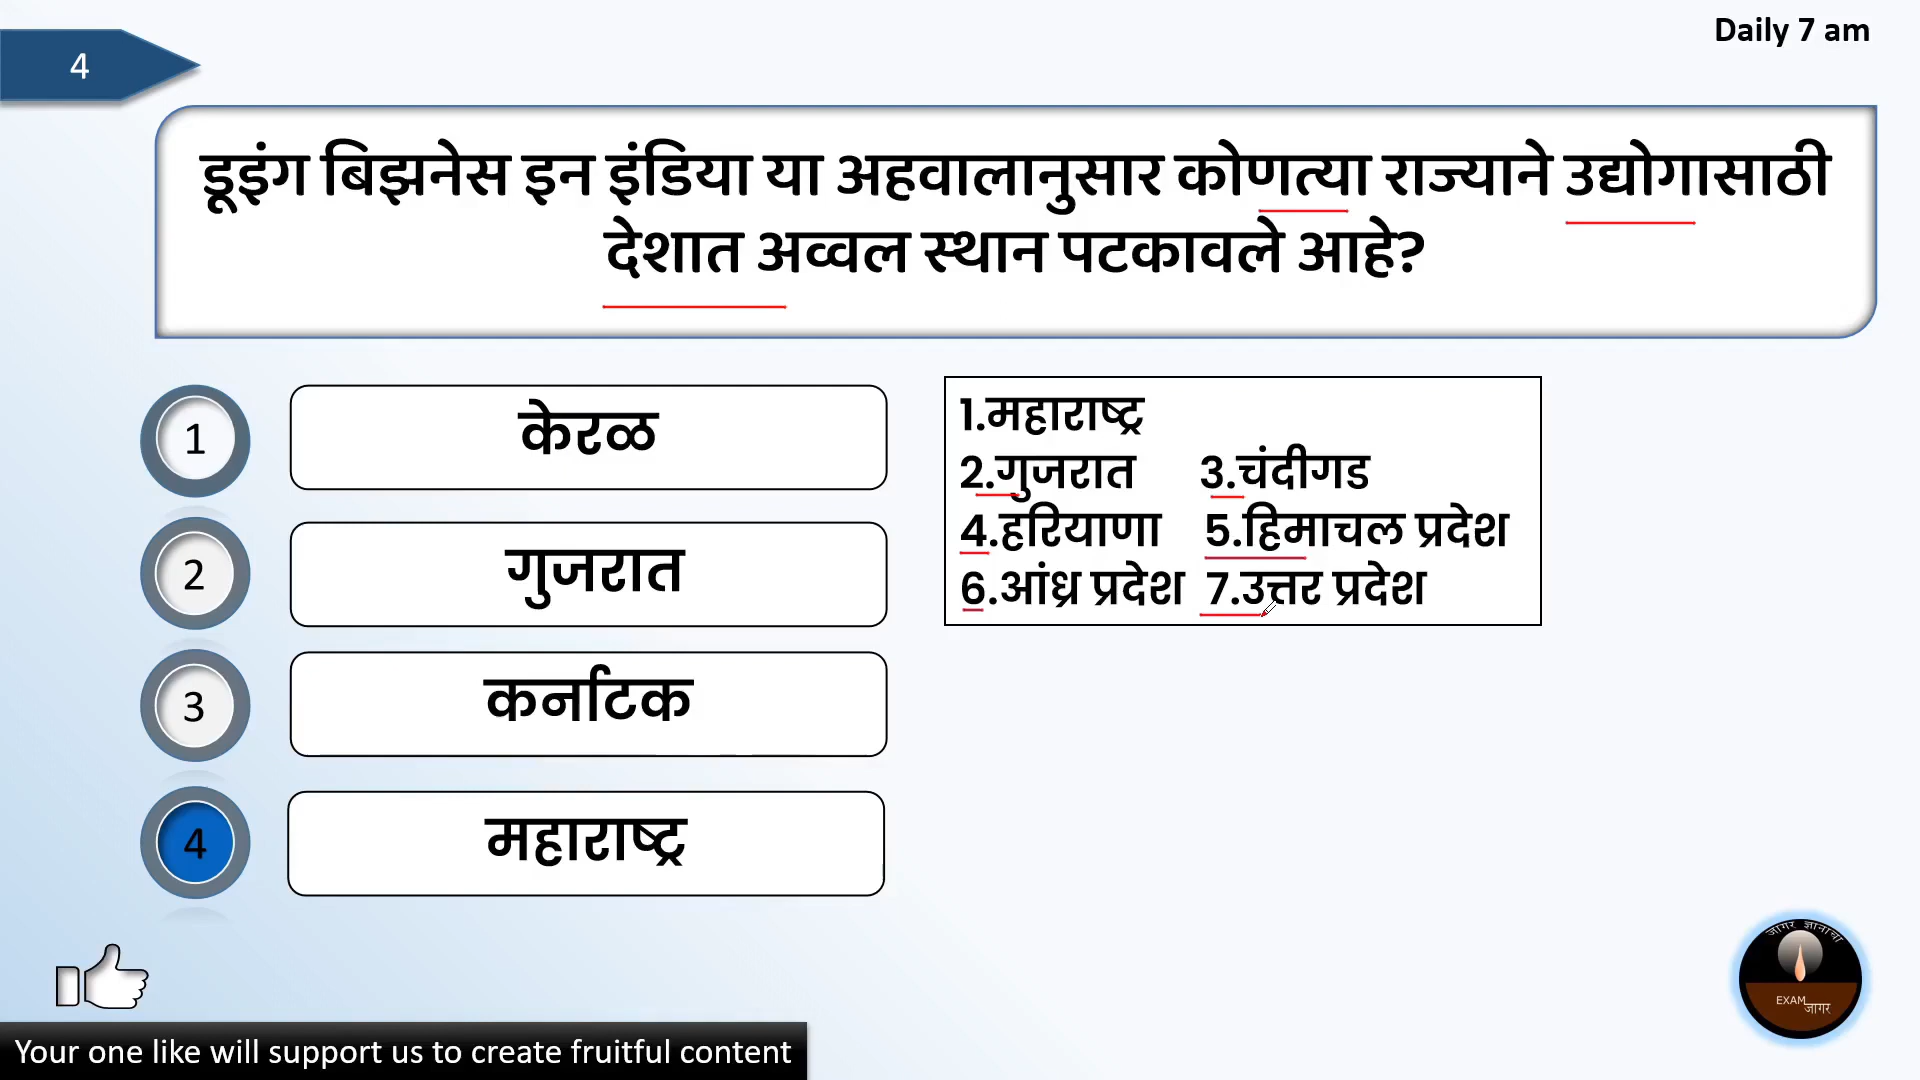 Daily 7 am
4
डूइंग बिझनेस इन इंडिया या अहवालानुसार कोणत्या राज्याने उद्योगासाठी
देशात अव्वल स्थान पटकावले आहे?
1
केरळ
2
गुजरात
3
कर्नाटक
4
महाराष्ट्र
1.महाराष्ट्र
2.गुजरात 3.चंदीगड
4.हरियाणा 5.हिमाचल प्रदेश
6.आंध्र प्रदेश 7.उत्तर प्रदेश
जागर ज्ञानाचा
EXAM
जागर
Your one like will support us to create fruitful content